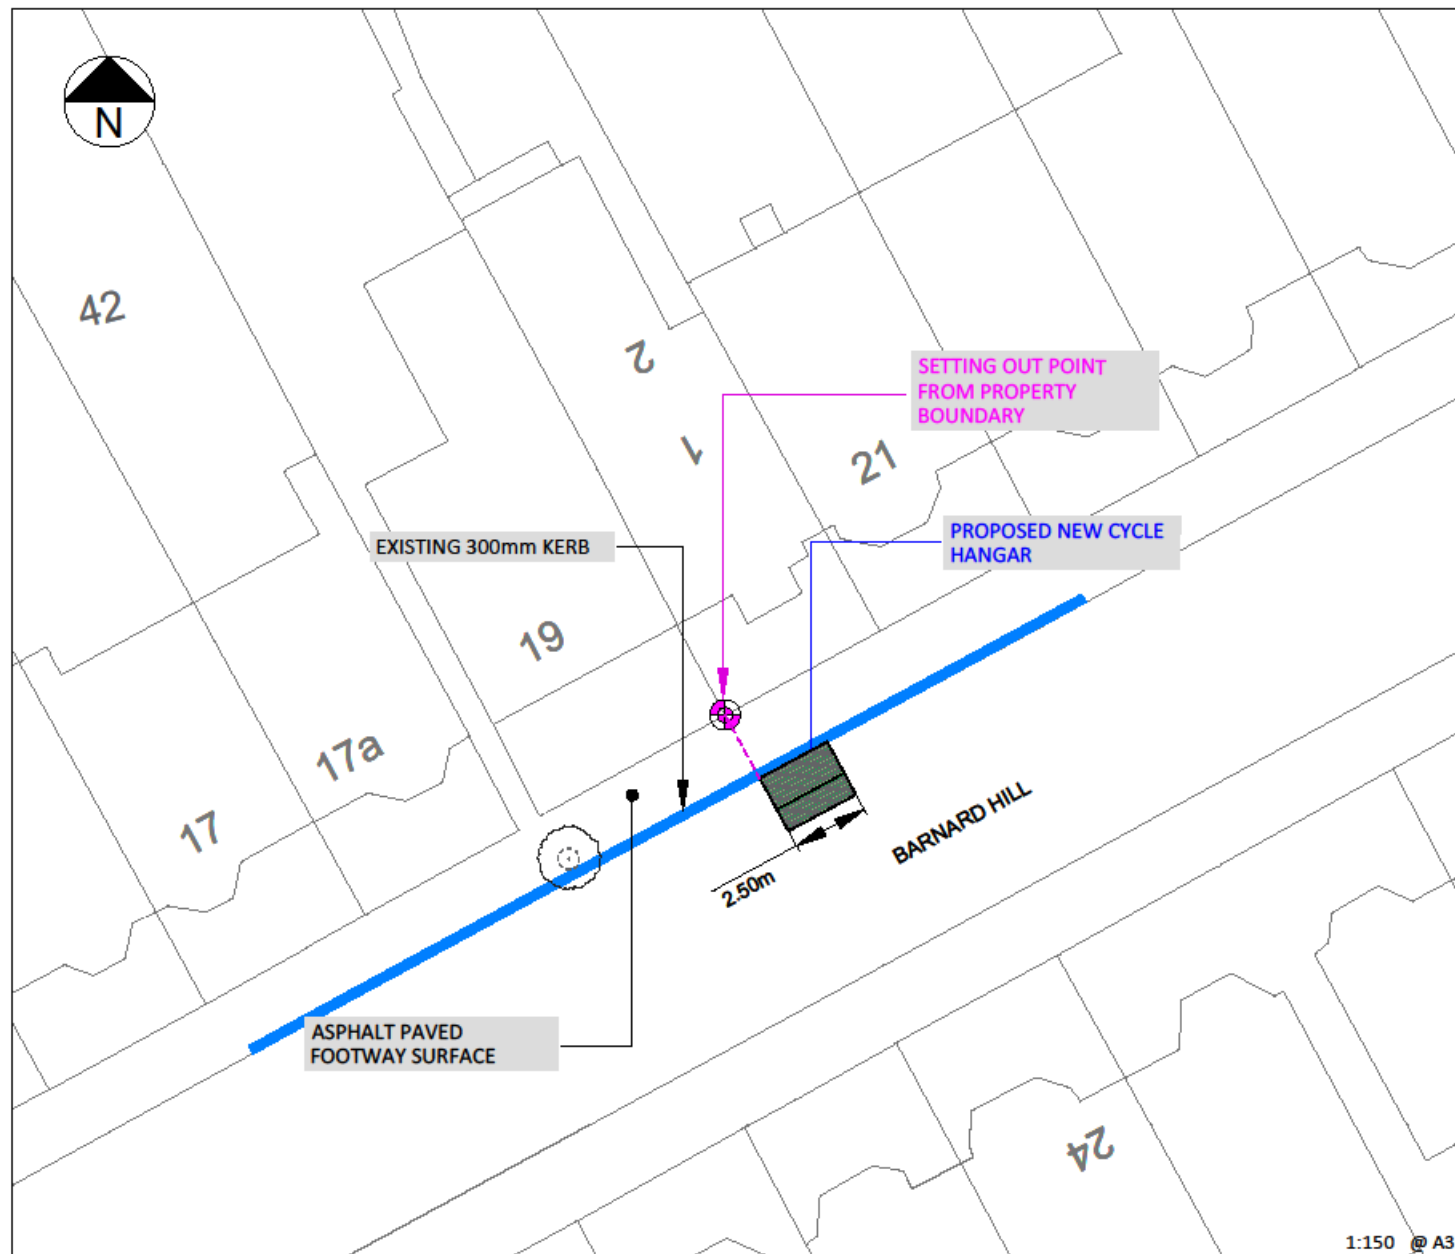 N
42
2
SETTING OUT POINT
FROM PROPERTY
BOUNDARY
1
21
PROPOSED NEW CYCLE
HANGAR
EXISTING 300mm KERB
19
17a
17
BARNARD HILL
2.50m
ASPHALT PAVED
FOOTWAY SURFACE
24
1:150 @ A3